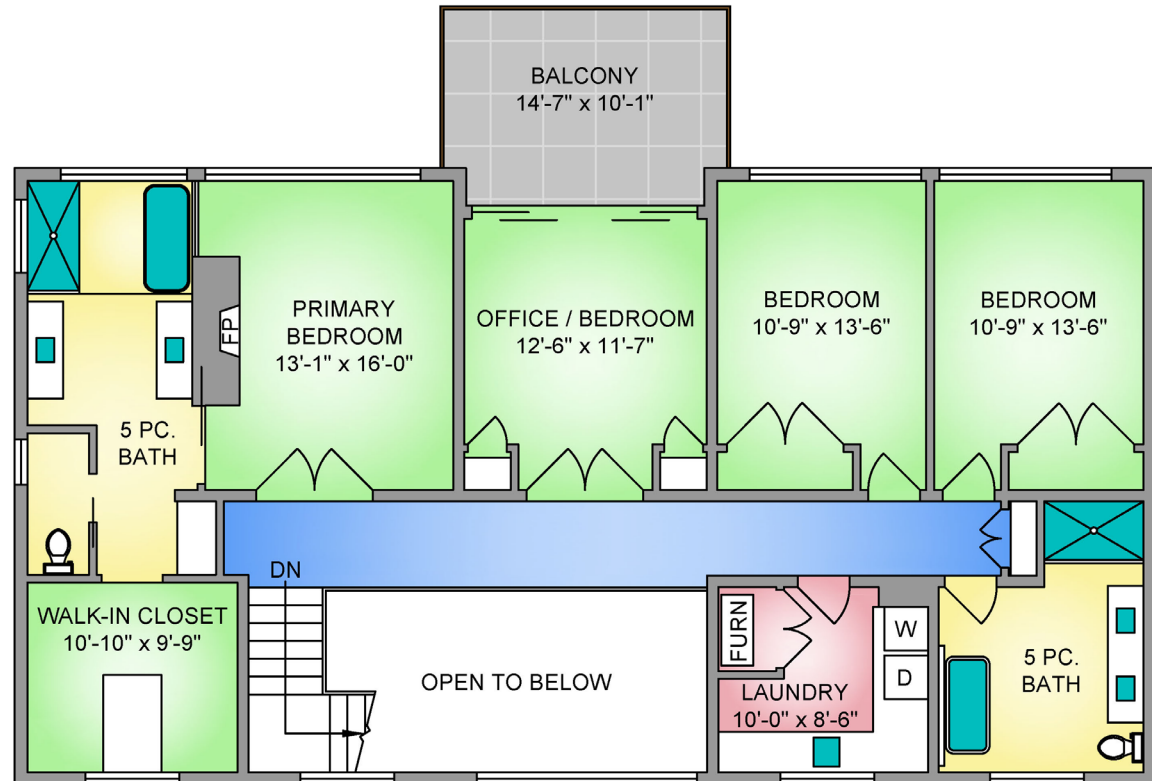 BALCONY
14'-7" x 10'-1"
PRIMARY
BEDROOM
13'-1" x 16'-0"
FP
OFFICE / BEDROOM
12'-6" x 11'-7"
BEDROOM
10'-9" x 13'-6"
BEDROOM
10'-9" x 13'-6"
5 PC.
BATH
DN
WALK-IN CLOSET
10'-10" x 9'-9"
OPEN TO BELOW
FURN
W
D
LAUNDRY
10'-0" x 8'-6"
5 PC.
BATH